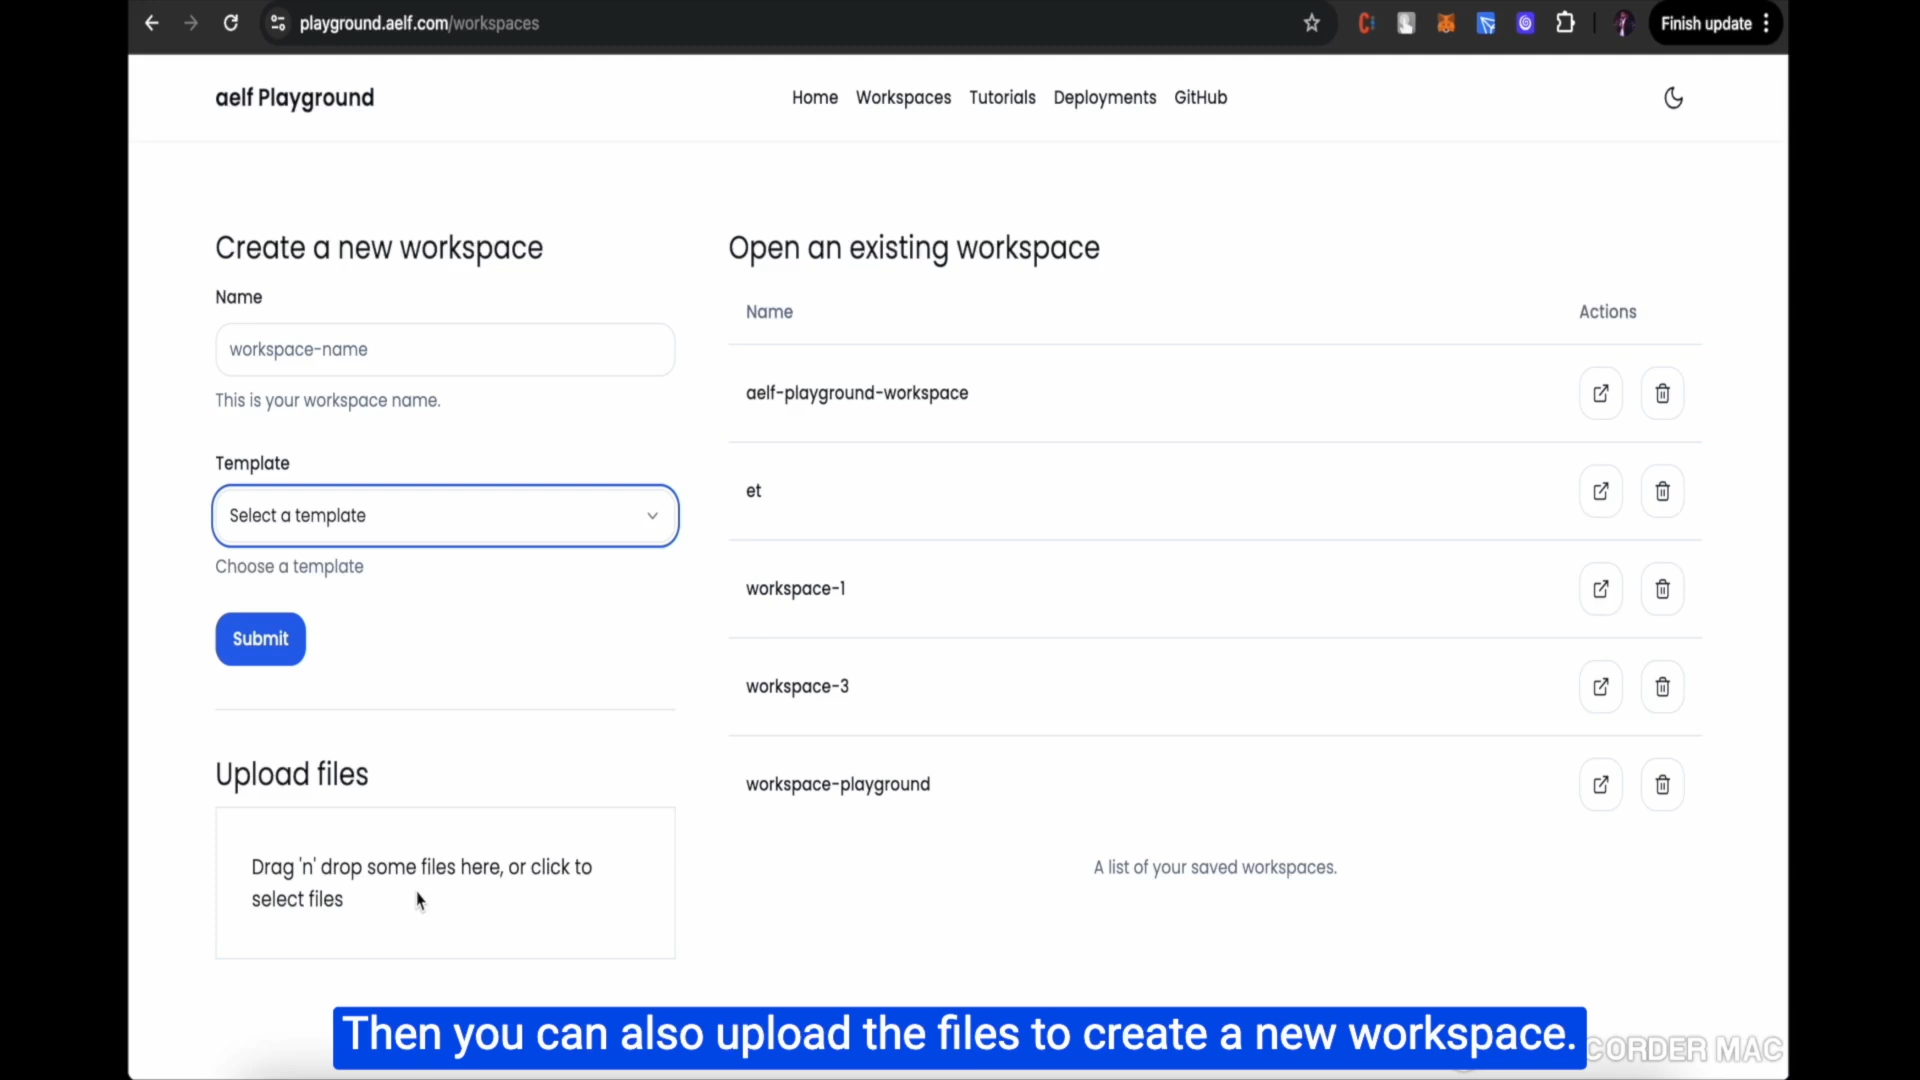 playground.aelf.com/workspaces
Finish update
aelf Playground
Home Workspaces Tutorials Deployments GitHub
Create a new workspace
Name
workspace-name
This is your workspace name.
Template
Select a template
Choose a template
Submit
Upload files
Drag 'n' drop some files here, or click to
select files
Open an existing workspace
Name Actions
aelf-playground-workspace
et
workspace-1
workspace-3
workspace-playground
A list of your saved workspaces.
Then you can also upload the files to create a new workspace.
CORDER MAC